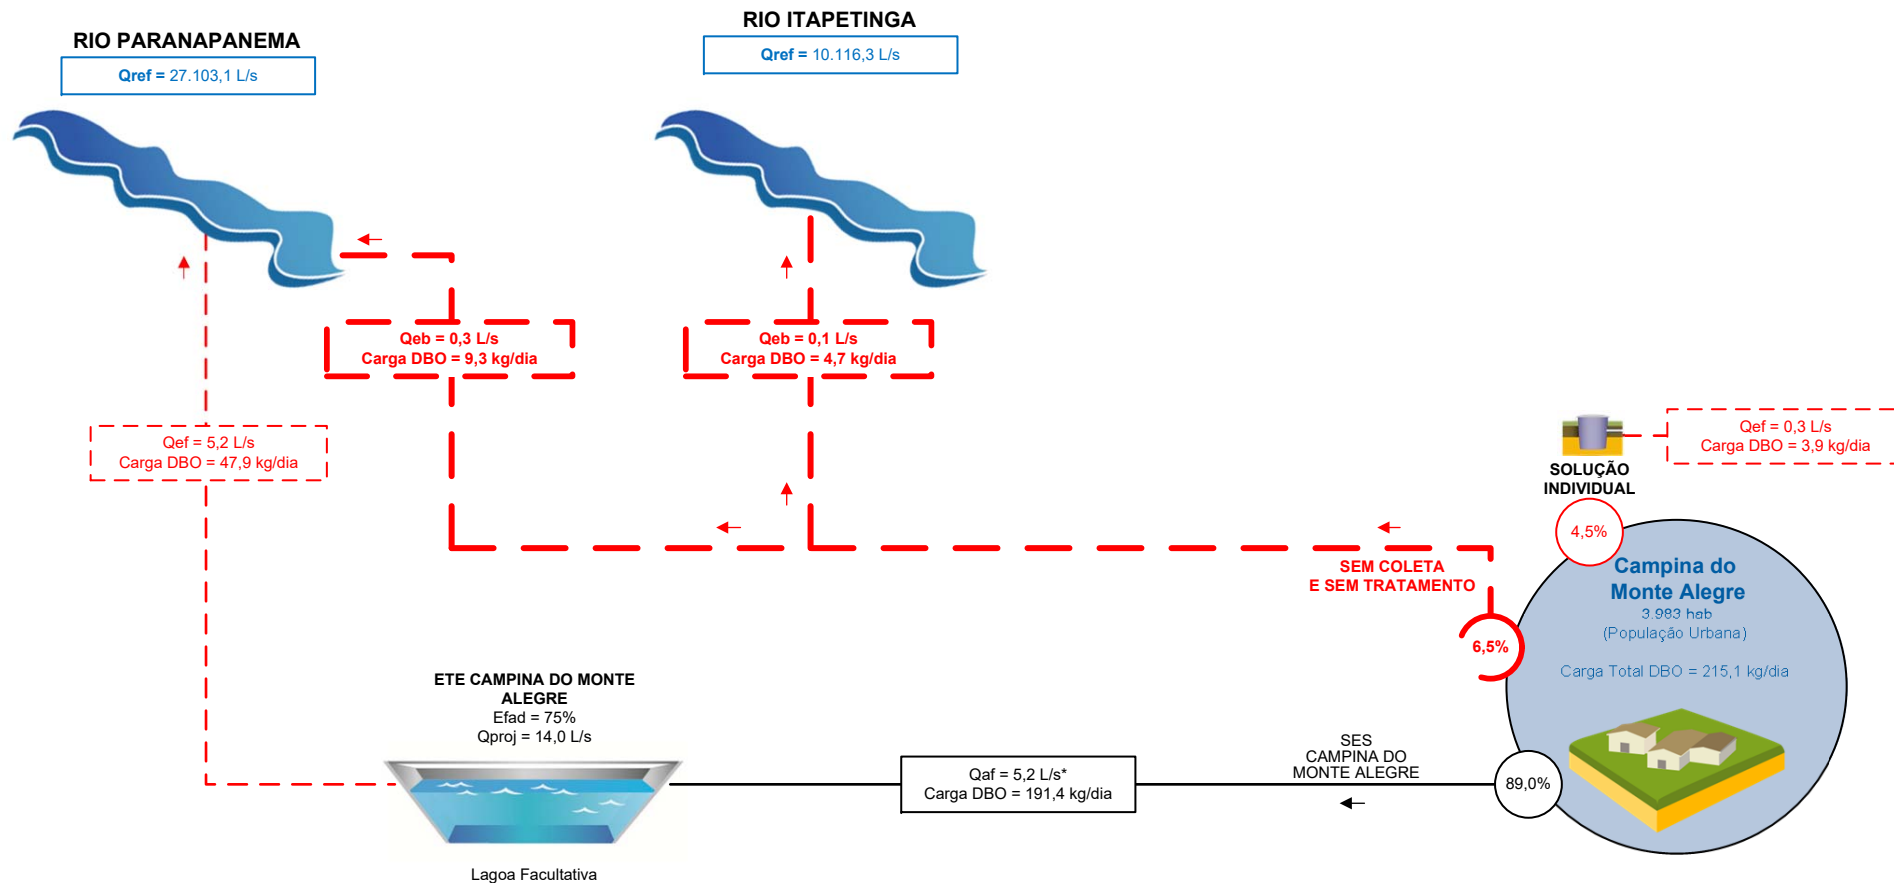 RIO PARANAPANEMA
Qref = 27.103,1 L/s
RIO ITAPETINGA
Qref = 10.116,3 L/s
Qeb = 0,3 L/s
Carga DBO = 9,3 kg/dia
Qeb = 0,1 L/s
Carga DBO = 4,7 kg/dia
Qef = 5,2 L/s
Carga DBO = 47,9 kg/dia
Qef = 0,3 L/s
Carga DBO = 3,9 kg/dia
SOLUÇÃO
INDIVIDUAL
4,5%
SEM COLETA
E SEM TRATAMENTO
6,5%
Campina do
Monte Alegre
3.983 hab
(População Urbana)
Carga Total DBO = 215,1 kg/dia
ETE CAMPINA DO MONTE
ALEGRE
Efad = 75%
Qproj = 14,0 L/s
Lagoa Facultativa
Qaf = 5,2 L/s*
Carga DBO = 191,4 kg/dia
SES
CAMPINA DO
MONTE ALEGRE
89,0%